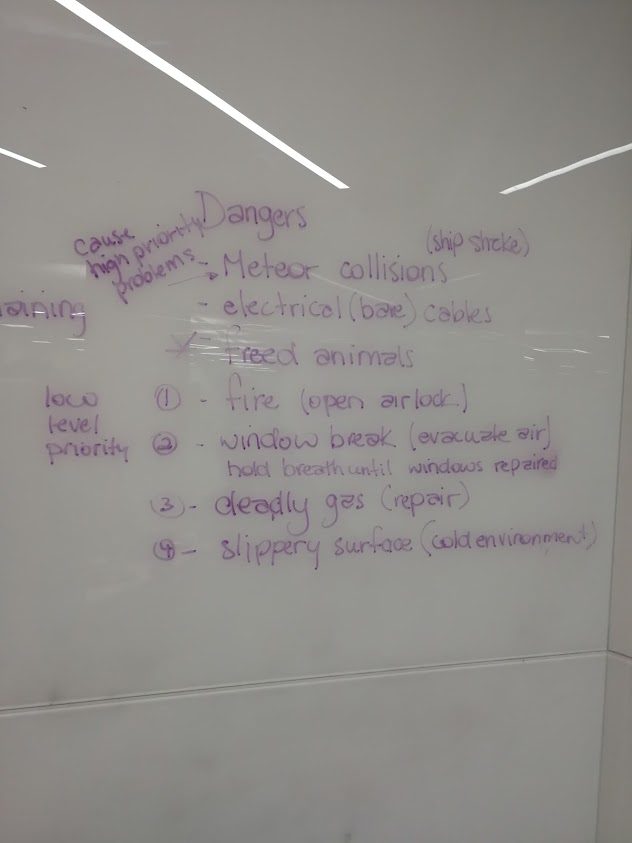 Dangers
cause
high priority
problems
(ship shake)
- Meteor collisions
- electrical (bare) cables
- freed animals
low
level
priority
① - fire (open airlock)
② - window break (evacuate air)
hold breath until windows repaired
③ - deadly gas (repair)
④ - slippery surface (cold environment)
aining